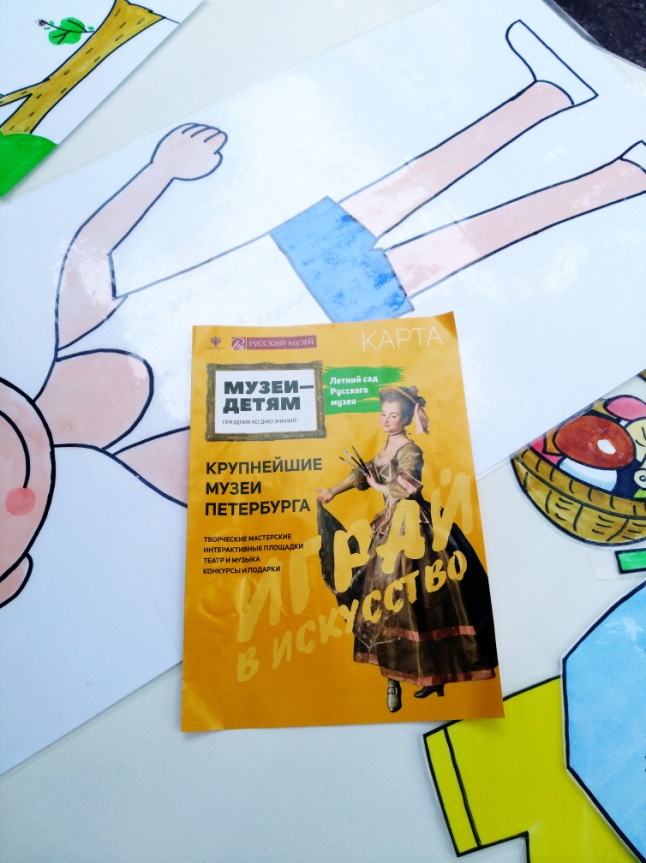 РУССКИЙ МУЗЕЙ
КАРТА
МУЗЕИ—
ДЕТЯМ
ПРАЗДНИК КО ДНЮ ЗНАНИЙ
Летний сад
Русского
музея
КРУПНЕЙШИЕ
МУЗЕИ
ПЕТЕРБУРГА
ТВОРЧЕСКИЕ МАСТЕРСКИЕ
ИНТЕРАКТИВНЫЕ ПЛОЩАДКИ
ТЕАТР И МУЗЫКА
КОНКУРСЫ И ПОДАРКИ
ИГРАЙ
В ИСКУССТВО